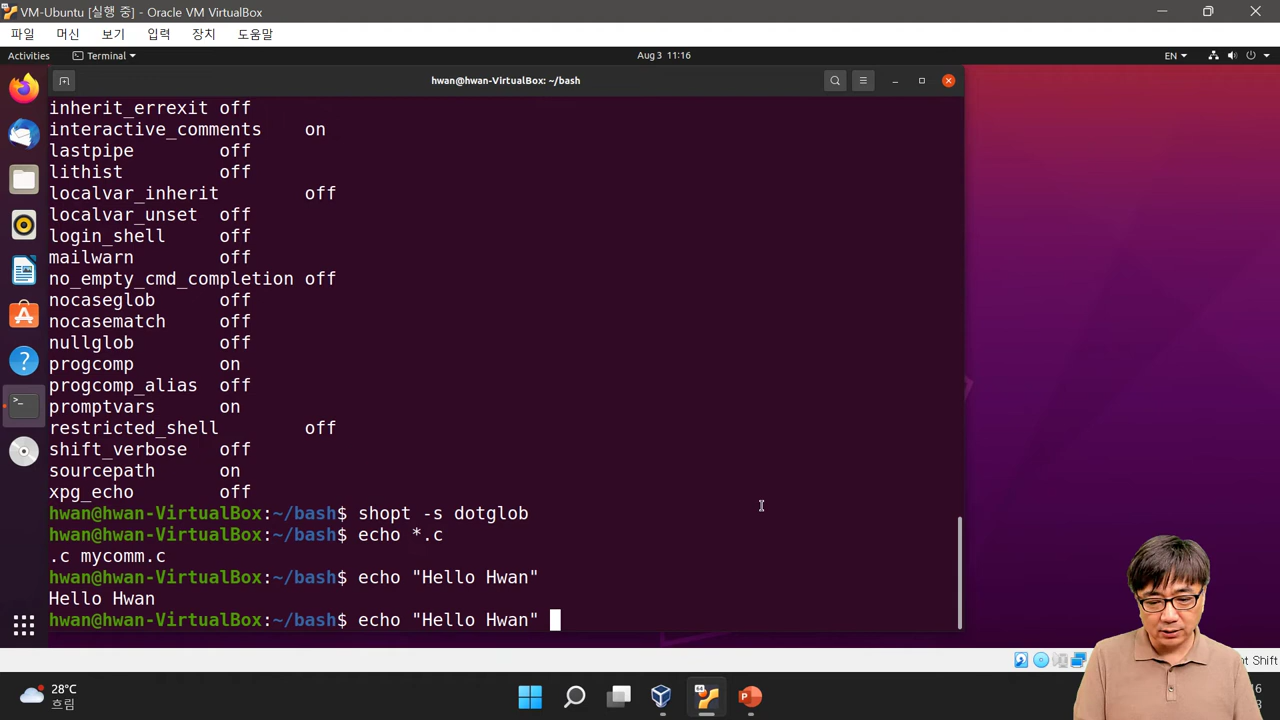 VM-Ubuntu [실행 중] - Oracle VM VirtualBox
파일 머신 보기 입력 장치 도움말
Activities Terminal Aug 3 11:16 EN
hwan@hwan-VirtualBox: ~/bash
inherit_errexit off
interactive_comments on
lastpipe off
lithist off
localvar_inherit off
localvar_unset off
login_shell off
mailwarn off
no_empty_cmd_completion off
nocaseglob off
nocasematch off
nullglob off
progcomp on
progcomp_alias off
promptvars on
restricted_shell off
shift_verbose off
sourcepath on
xpg_echo off
hwan@hwan-VirtualBox:~/bash$ shopt -s dotglob
hwan@hwan-VirtualBox:~/bash$ echo *.c
.c mycomm.c
hwan@hwan-VirtualBox:~/bash$ echo "Hello Hwan"
Hello Hwan
hwan@hwan-VirtualBox:~/bash$ echo "Hello Hwan"
Shift
28°C
흐림